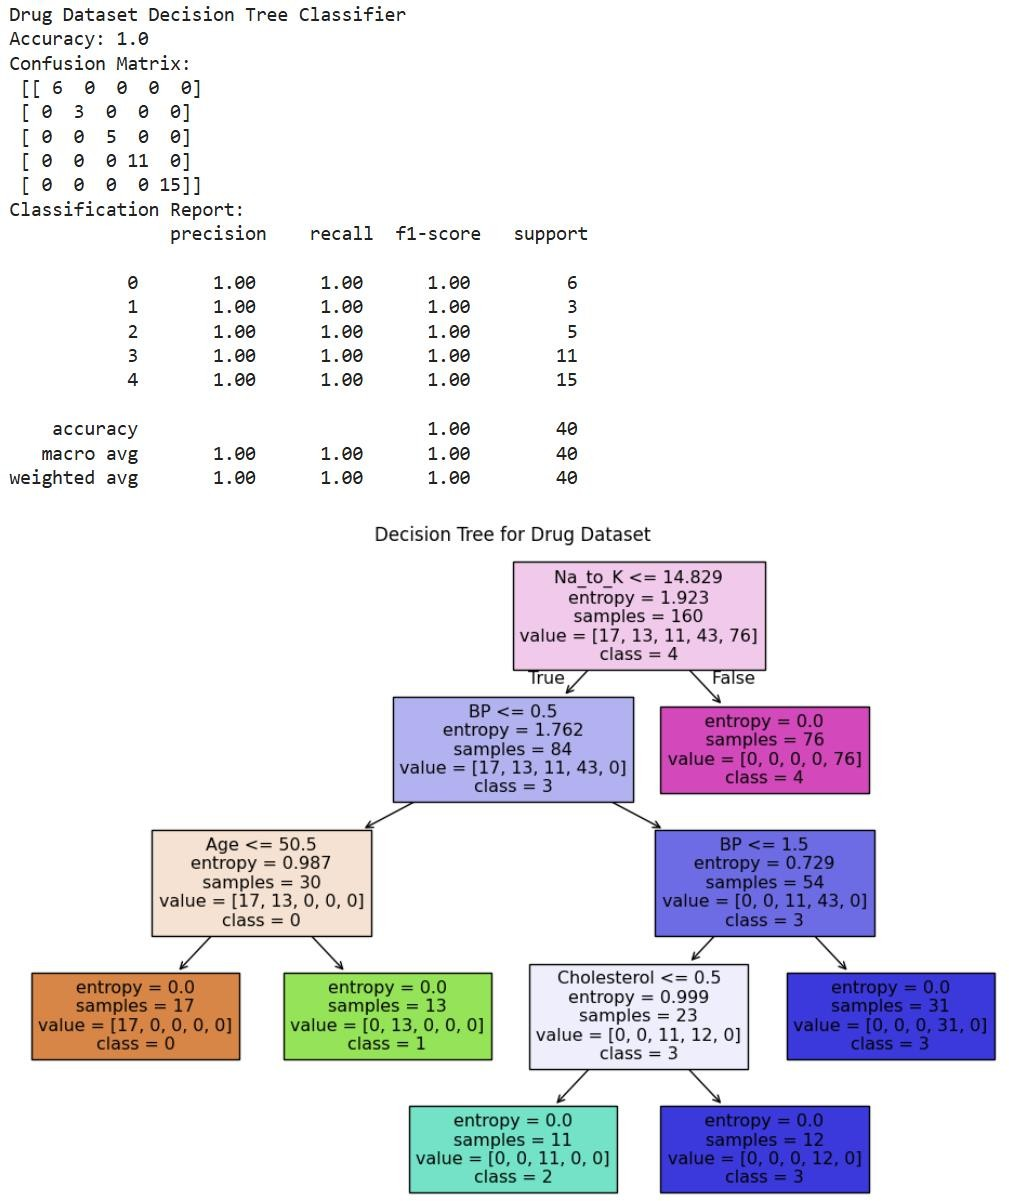 Drug Dataset Decision Tree Classifier
Accuracy: 1.0
Confusion Matrix:
[[ 6 0 0 0 0]
[ 0 3 0 0 0]
[ 0 0 5 0 0]
[ 0 0 0 11 0]
[ 0 0 0 0 15]]
Classification Report:
precision recall f1-score support
0 1.00 1.00 1.00 6
1 1.00 1.00 1.00 3
2 1.00 1.00 1.00 5
3 1.00 1.00 1.00 11
4 1.00 1.00 1.00 15
accuracy 1.00 40
macro avg 1.00 1.00 1.00 40
weighted avg 1.00 1.00 1.00 40
Decision Tree for Drug Dataset
Na_to_K <= 14.829
entropy = 1.923
samples = 160
value = [17, 13, 11, 43, 76]
class = 4
True
False
BP <= 0.5
entropy = 1.762
samples = 84
value = [17, 13, 11, 43, 0]
class = 3
entropy = 0.0
samples = 76
value = [0, 0, 0, 0, 76]
class = 4
Age <= 50.5
entropy = 0.987
samples = 30
value = [17, 13, 0, 0, 0]
class = 0
BP <= 1.5
entropy = 0.729
samples = 54
value = [0, 0, 11, 43, 0]
class = 3
entropy = 0.0
samples = 17
value = [17, 0, 0, 0, 0]
class = 0
entropy = 0.0
samples = 13
value = [0, 13, 0, 0, 0]
class = 1
Cholesterol <= 0.5
entropy = 0.999
samples = 23
value = [0, 0, 11, 12, 0]
class = 3
entropy = 0.0
samples = 31
value = [0, 0, 0, 31, 0]
class = 3
entropy = 0.0
samples = 11
value = [0, 0, 11, 0, 0]
class = 2
entropy = 0.0
samples = 12
value = [0, 0, 0, 12, 0]
class = 3